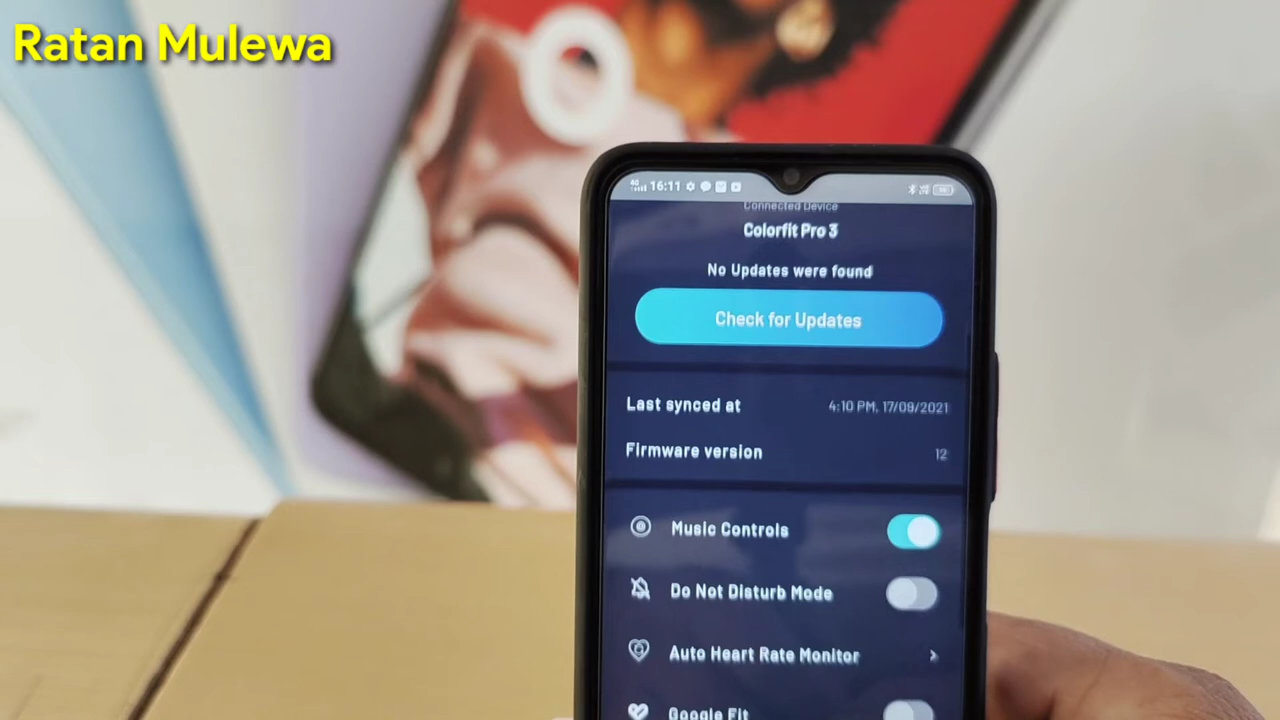 Ratan Mulewa
4G 16:11
Connected Device
Colorfit Pro 3
No Updates were found
Check for Updates
Last synced at 4:10 PM, 17/09/2021
Firmware version 12
Music Controls
Do Not Disturb Mode
Auto Heart Rate Monitor
Google Fit